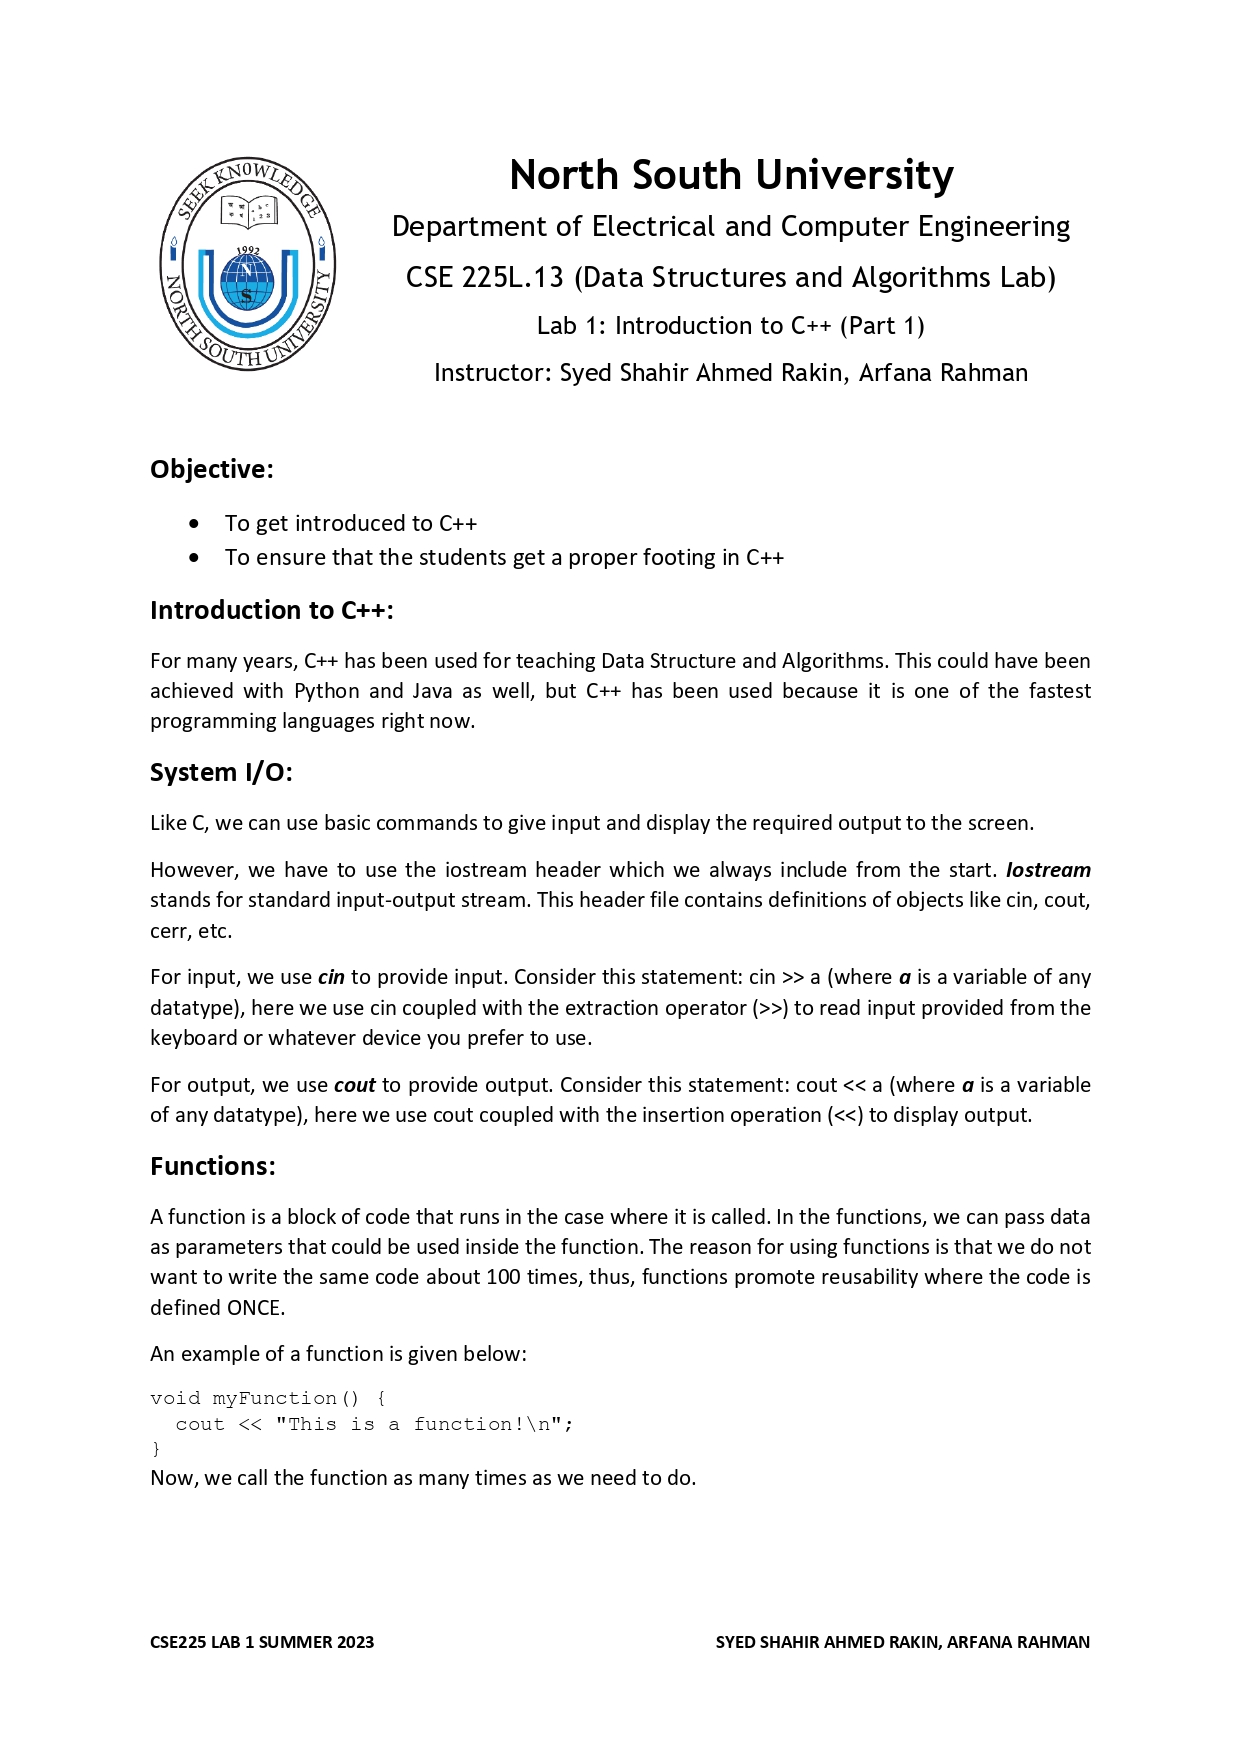 SEEK KN0WLEDGE
1992
N
S
NORTH SOUTH UNIVERSITY
North South University
Department of Electrical and Computer Engineering
CSE 225L.13 (Data Structures and Algorithms Lab)
Lab 1: Introduction to C++ (Part 1)
Instructor: Syed Shahir Ahmed Rakin, Arfana Rahman
Objective:
• To get introduced to C++
• To ensure that the students get a proper footing in C++
Introduction to C++:
For many years, C++ has been used for teaching Data Structure and Algorithms. This could have been
achieved with Python and Java as well, but C++ has been used because it is one of the fastest
programming languages right now.
System I/O:
Like C, we can use basic commands to give input and display the required output to the screen.
However, we have to use the iostream header which we always include from the start. Iostream
stands for standard input-output stream. This header file contains definitions of objects like cin, cout,
cerr, etc.
For input, we use cin to provide input. Consider this statement: cin >> a (where a is a variable of any
datatype), here we use cin coupled with the extraction operator (>>) to read input provided from the
keyboard or whatever device you prefer to use.
For output, we use cout to provide output. Consider this statement: cout << a (where a is a variable
of any datatype), here we use cout coupled with the insertion operation (<<) to display output.
Functions:
A function is a block of code that runs in the case where it is called. In the functions, we can pass data
as parameters that could be used inside the function. The reason for using functions is that we do not
want to write the same code about 100 times, thus, functions promote reusability where the code is
defined ONCE.
An example of a function is given below:
void myFunction() {
  cout << "This is a function!\n";
}
Now, we call the function as many times as we need to do.
CSE225 LAB 1 SUMMER 2023 SYED SHAHIR AHMED RAKIN, ARFANA RAHMAN